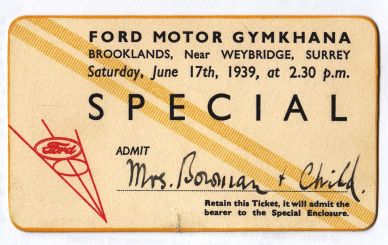 FORD MOTOR GYMKHANA
BROOKLANDS, Near WEYBRIDGE, SURREY
Saturday, June 17th, 1939, at 2.30 p.m.
SPECIAL
Ford
ADMIT
Mrs. Bowman + Child.
Retain this Ticket, it will admit the
bearer to the Special Enclosure.